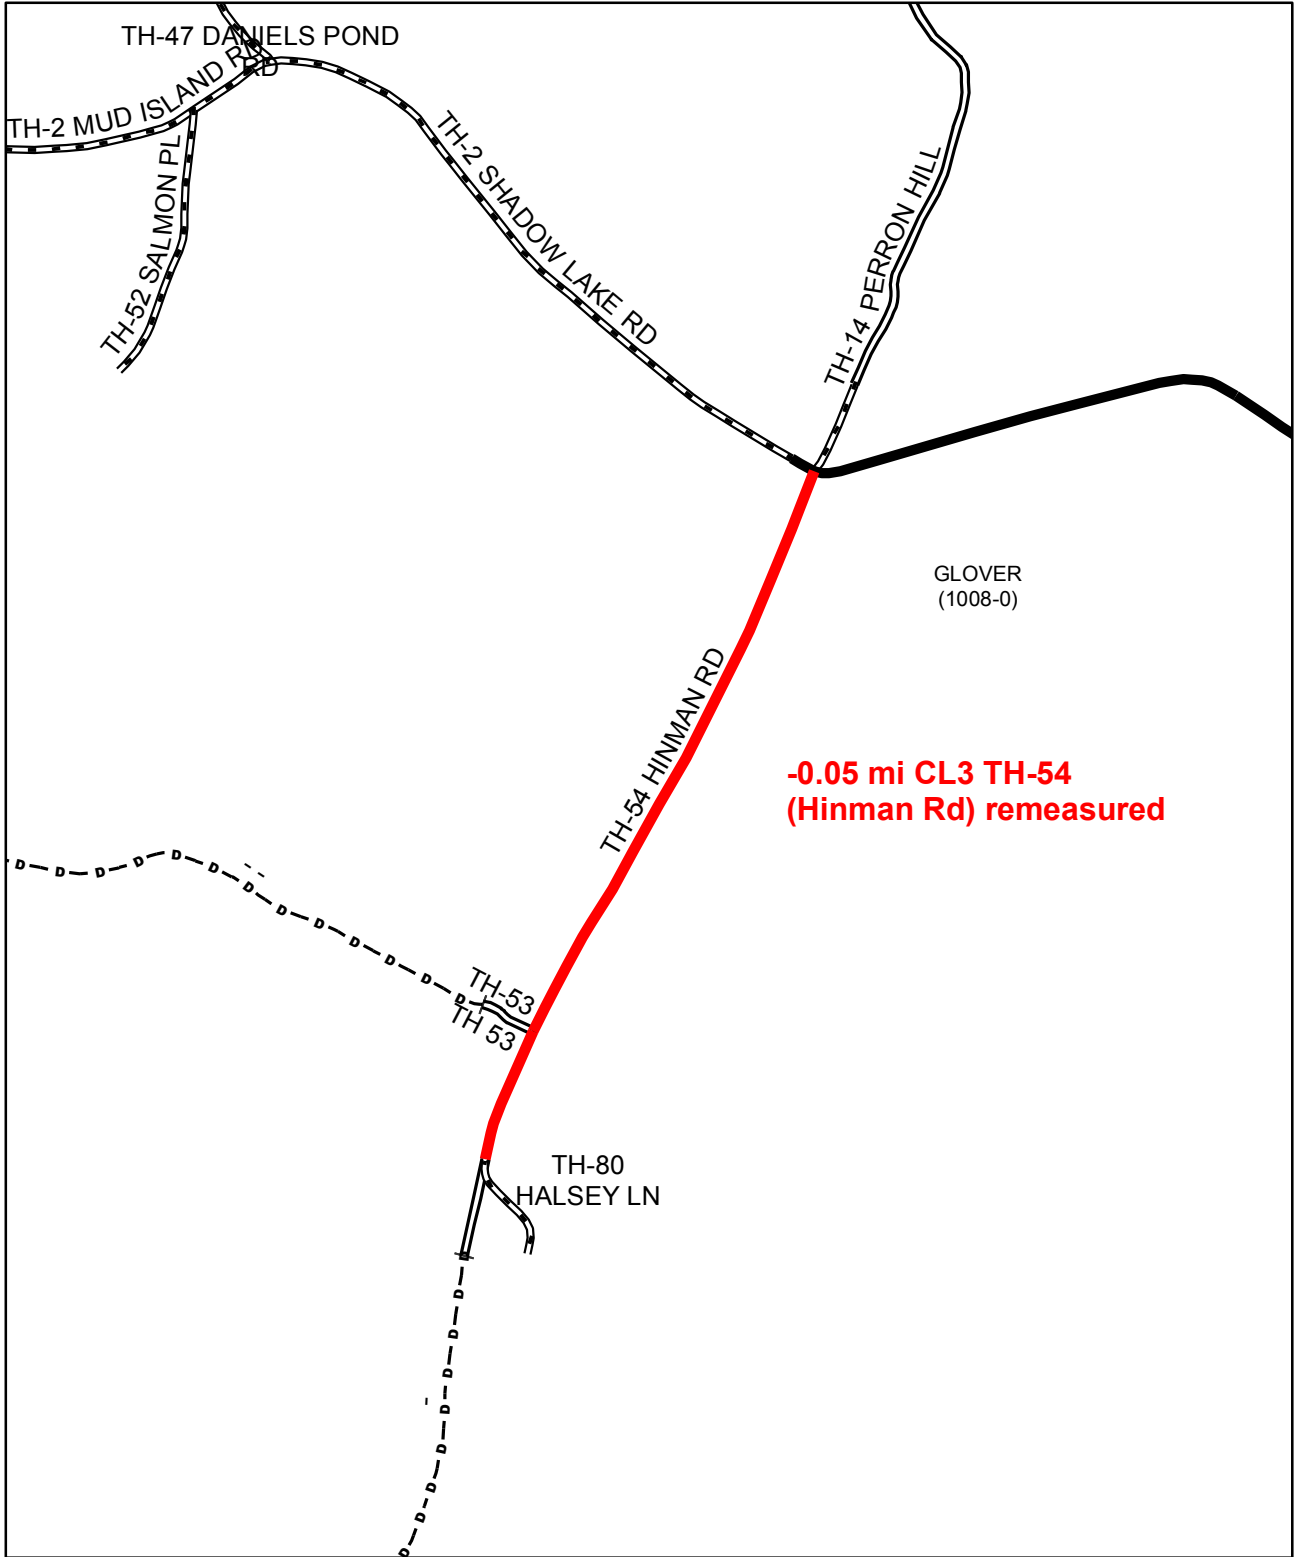 TH-47 DANIELS POND
RD
TH-2 MUD ISLAND RD
TH-52 SALMON PL
TH-2 SHADOW LAKE RD
TH-14 PERRON HILL
GLOVER
(1008-0)
TH-54 HINMAN RD
-0.05 mi CL3 TH-54
(Hinman Rd) remeasured
D D D D D D D D D D D D D
TH-53
TH 53
TH-80
HALSEY LN
D D D D D D D D